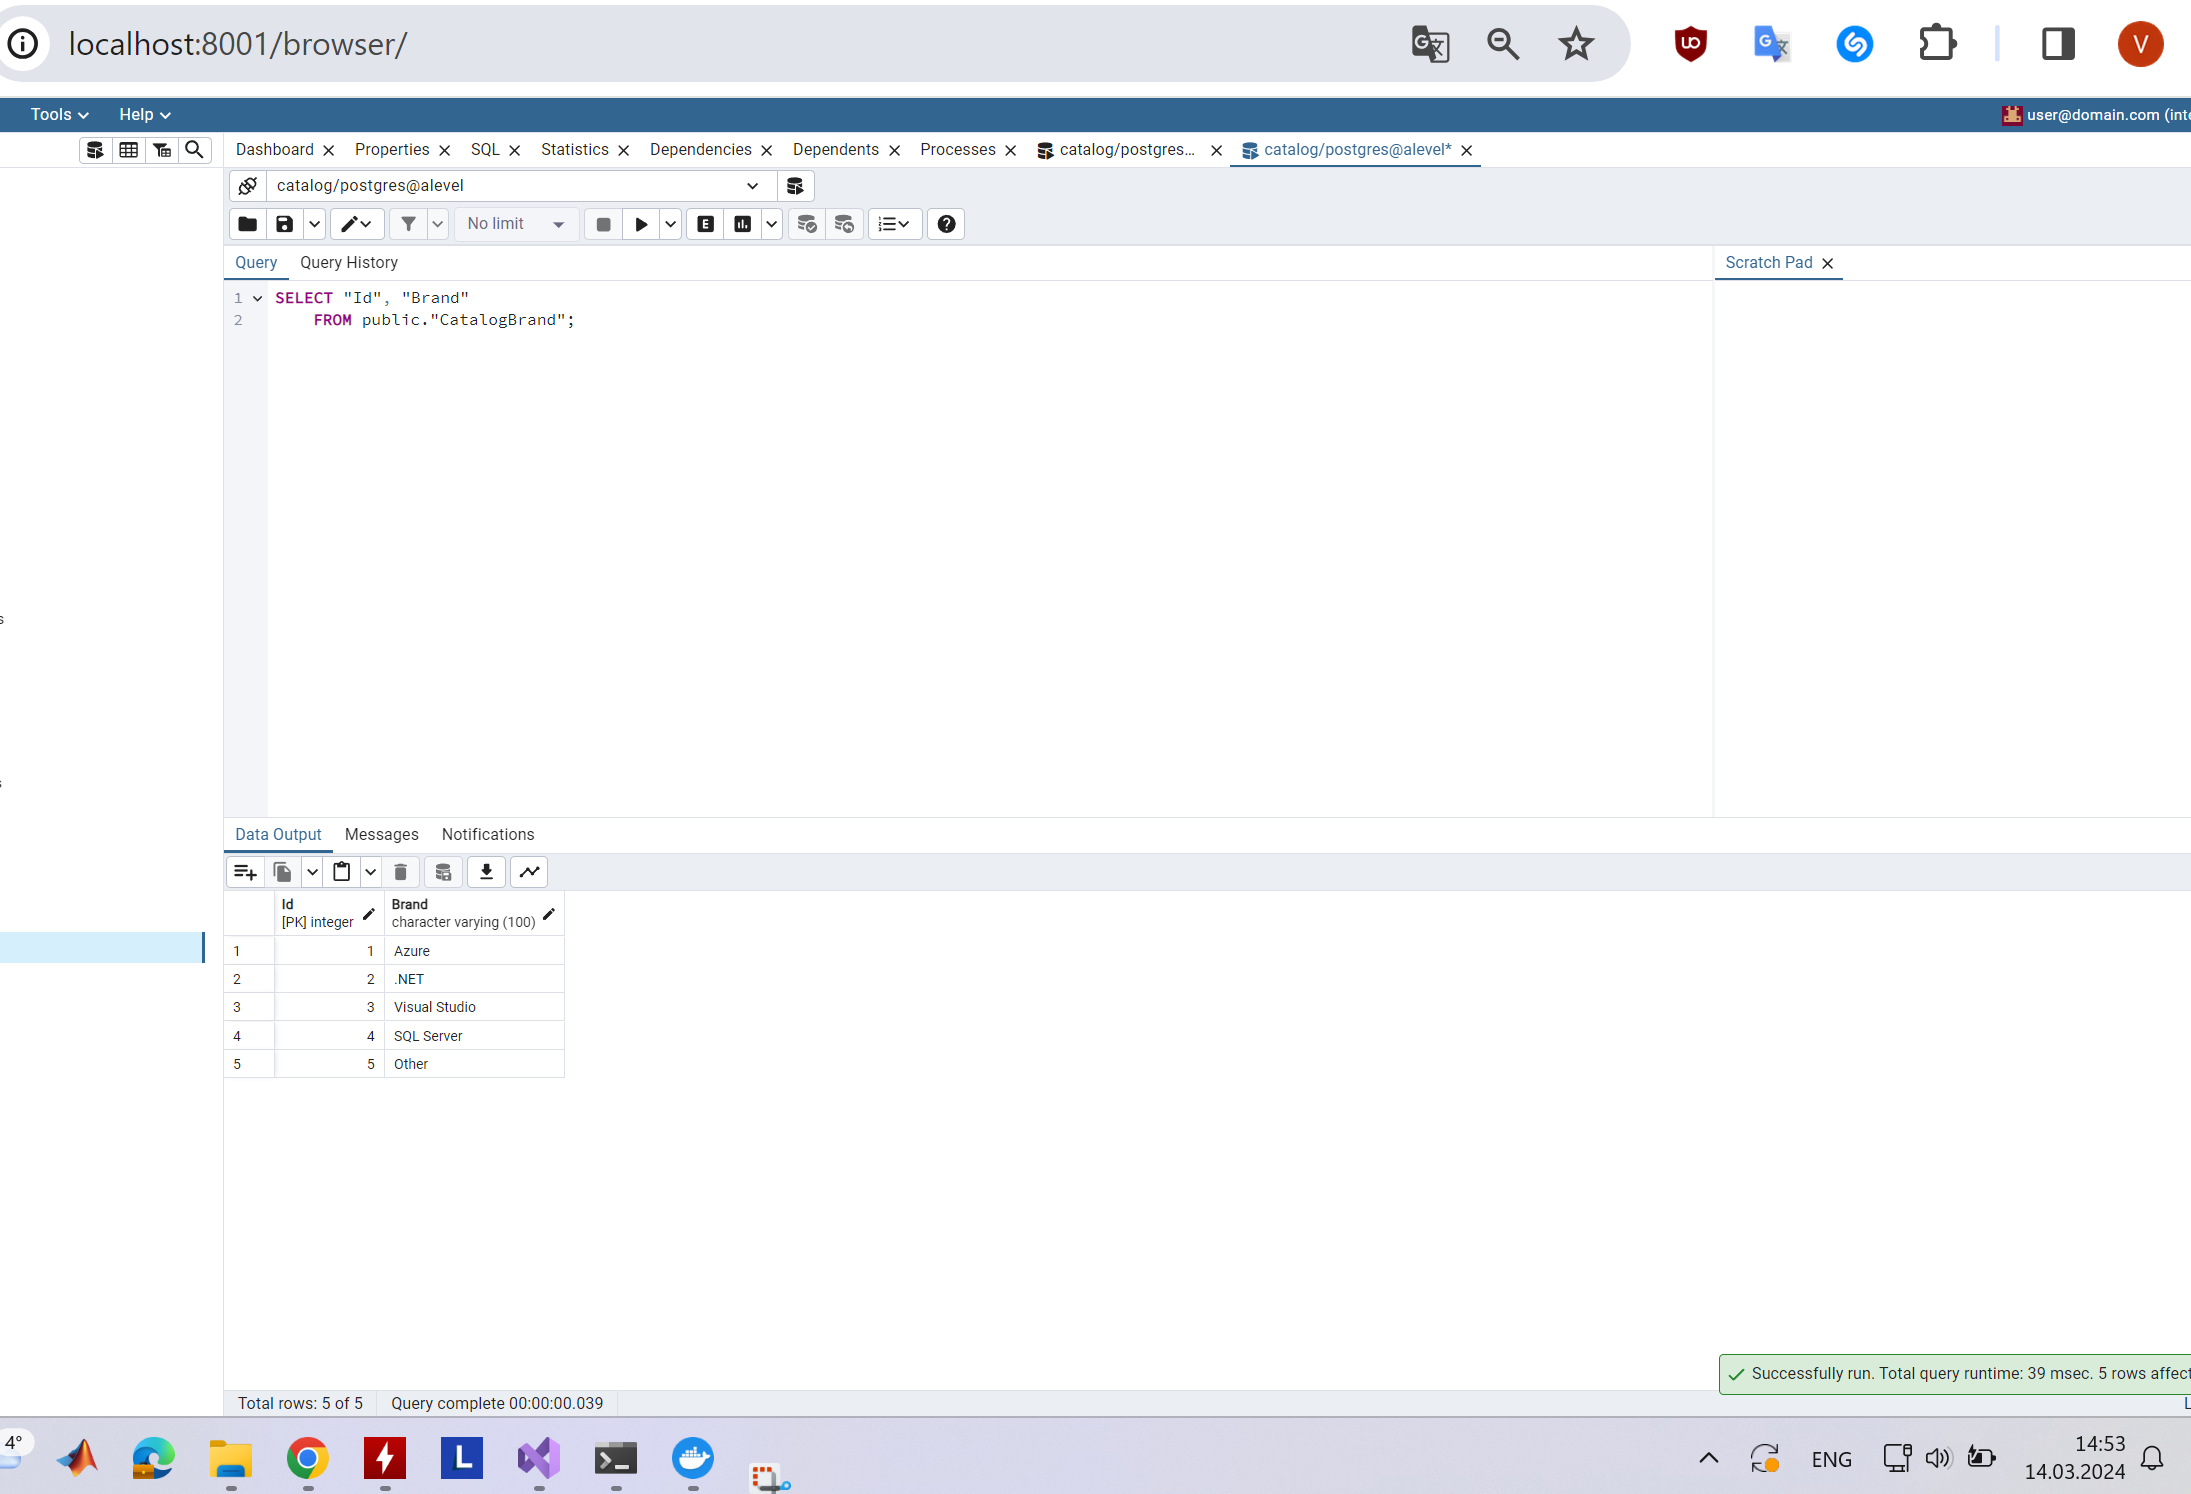 localhost:8001/browser/
V
Tools Help user@domain.com
Dashboard Properties SQL Statistics Dependencies Dependents Processes catalog/postgres... catalog/postgres@alevel*
catalog/postgres@alevel
No limit E
Query Query History Scratch Pad
1 SELECT "Id", "Brand"
2 FROM public."CatalogBrand";
Data Output Messages Notifications
Id Brand
[PK] integer character varying (100)
1 1 Azure
2 2 .NET
3 3 Visual Studio
4 4 SQL Server
5 5 Other
Successfully run. Total query runtime: 39 msec. 5 rows affect
Total rows: 5 of 5 Query complete 00:00:00.039
4°
L
ENG
14:53
14.03.2024